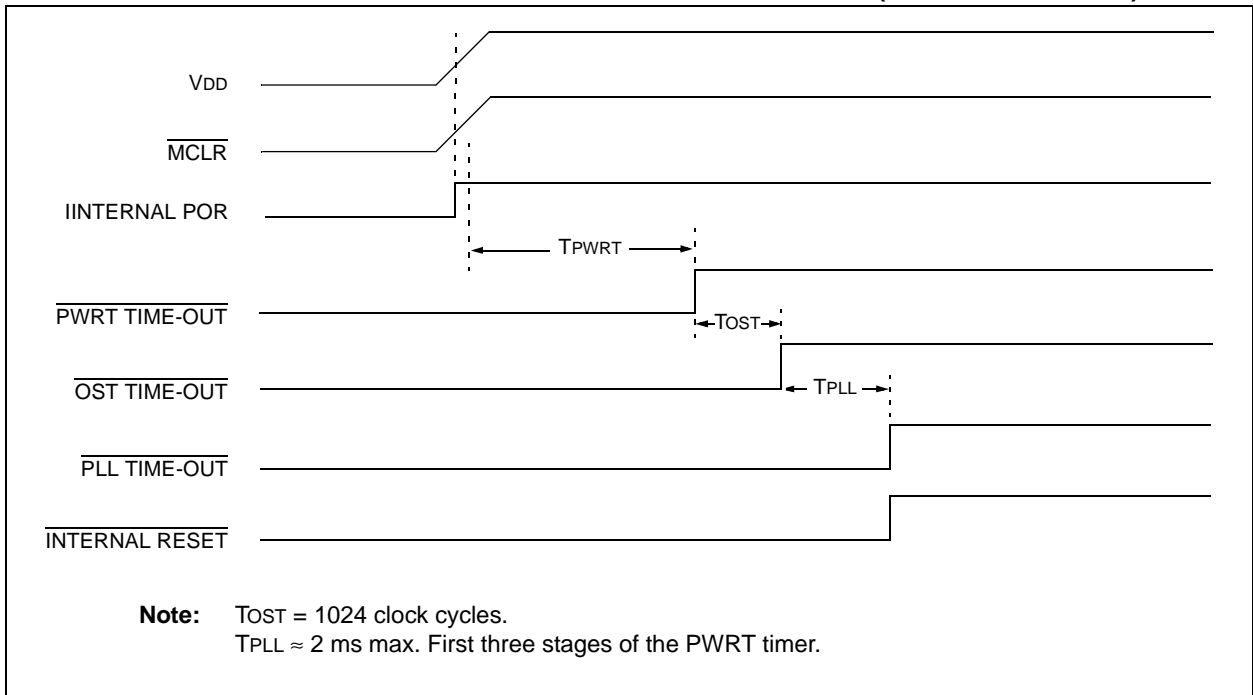 VDD
MCLR
IINTERNAL POR
TPWRT
PWRT TIME-OUT
TOST
OST TIME-OUT
TPLL
PLL TIME-OUT
INTERNAL RESET
Note: TOST = 1024 clock cycles.
TPLL ≈ 2 ms max. First three stages of the PWRT timer.